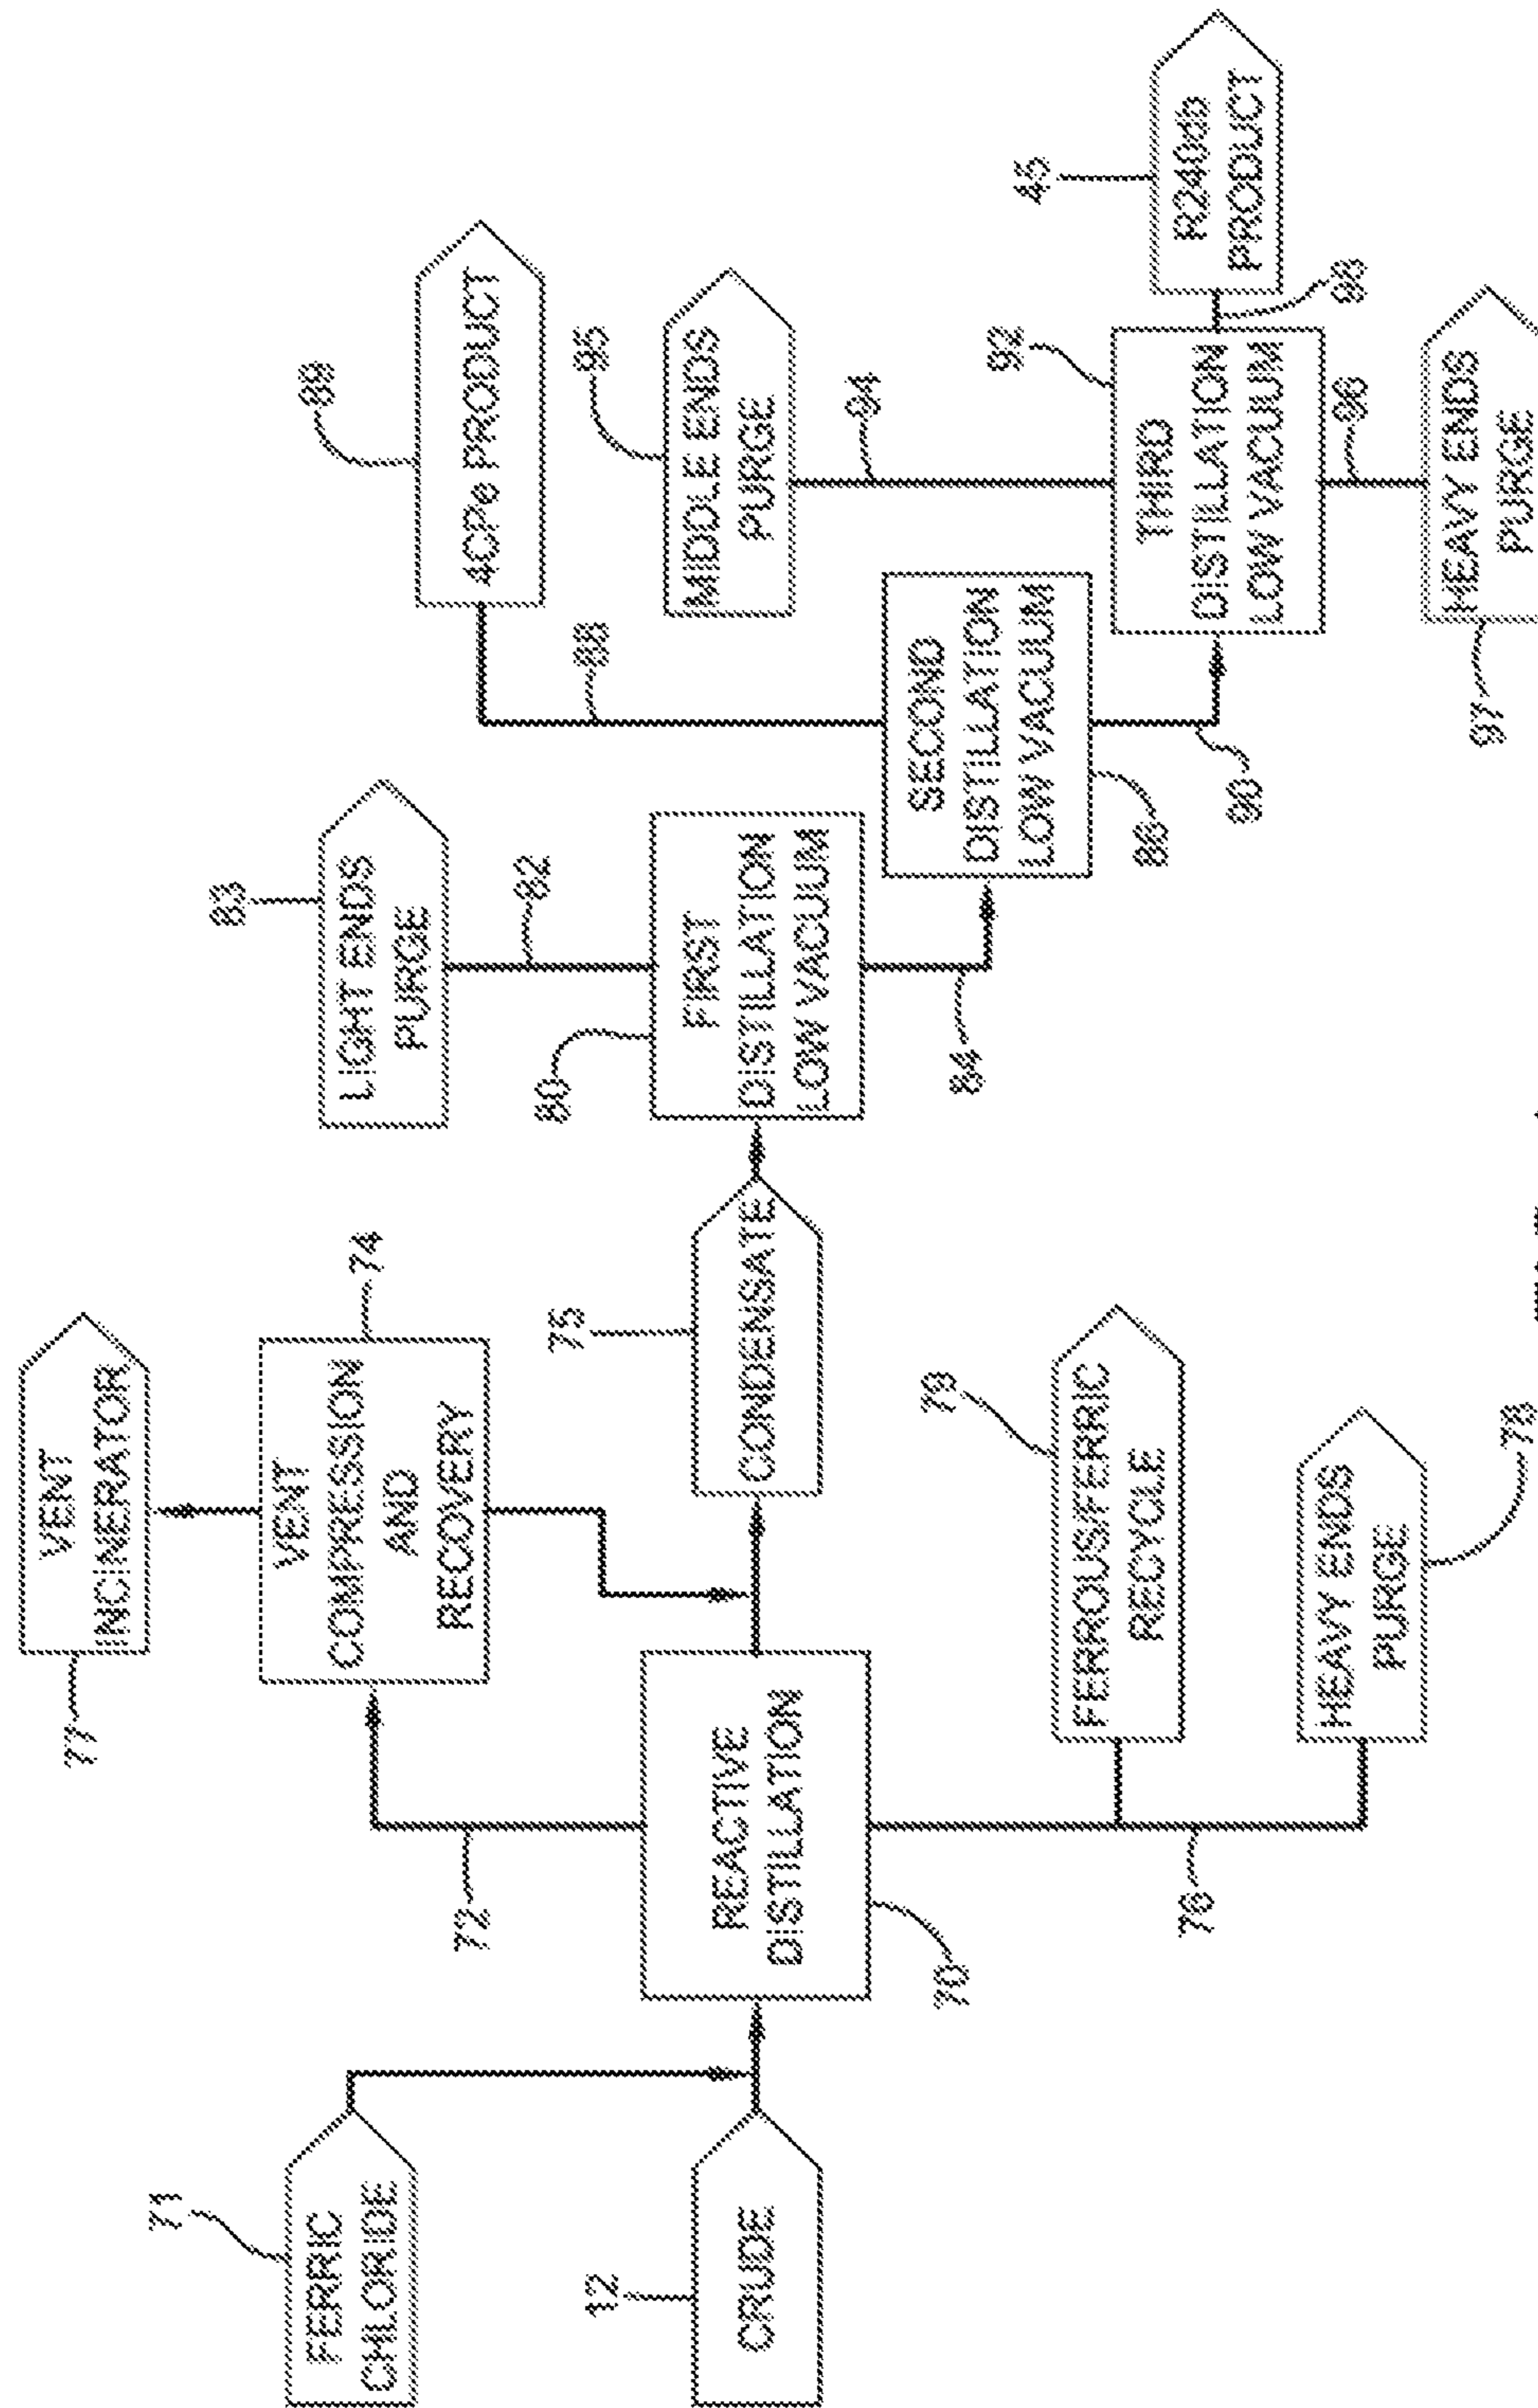 71
FERRIC
CHLORIDE
12
CRUDE
77
VENT
INCINERATOR
72
VENT
COMPRESSION
AND
RECOVERY
74
REACTIVE
DISTILLATION
70
75
CONDENSATE
79
FERROUS/FERRIC
RECYCLE
76
HEAVY ENDS
PURGE
78
83
LIGHT ENDS
PURGE
82
80
FIRST
DISTILLATION
LOW VACUUM
84
89
4CPe PRODUCT
88
SECOND
DISTILLATION
LOW VACUUM
86
90
95
MIDDLE ENDS
PURGE
94
92
THIRD
DISTILLATION
LOW VACUUM
96
97
HEAVY ENDS
PURGE
45
R240db
PRODUCT
98